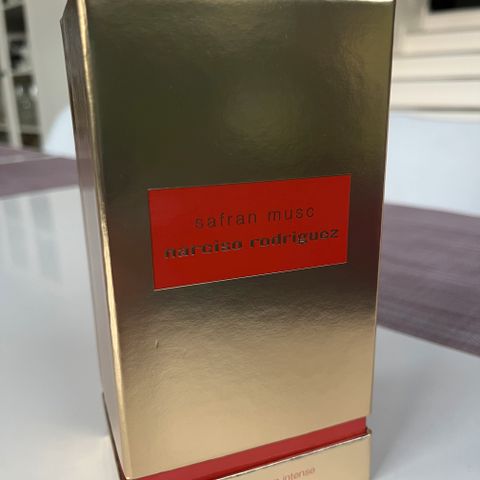 safran musc
narciso rodriguez
intense